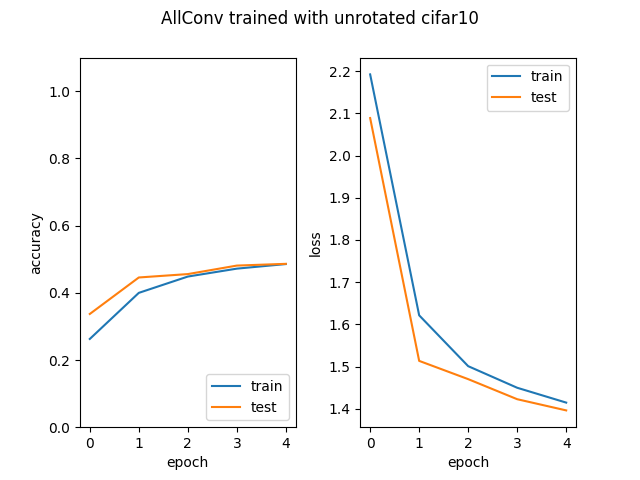 AllConv trained with unrotated cifar10
accuracy
1.0
0.8
0.6
0.4
0.2
0.0
0 1 2 3 4
epoch
train
test
loss
2.2
2.1
2.0
1.9
1.8
1.7
1.6
1.5
1.4
0 1 2 3 4
epoch
train
test